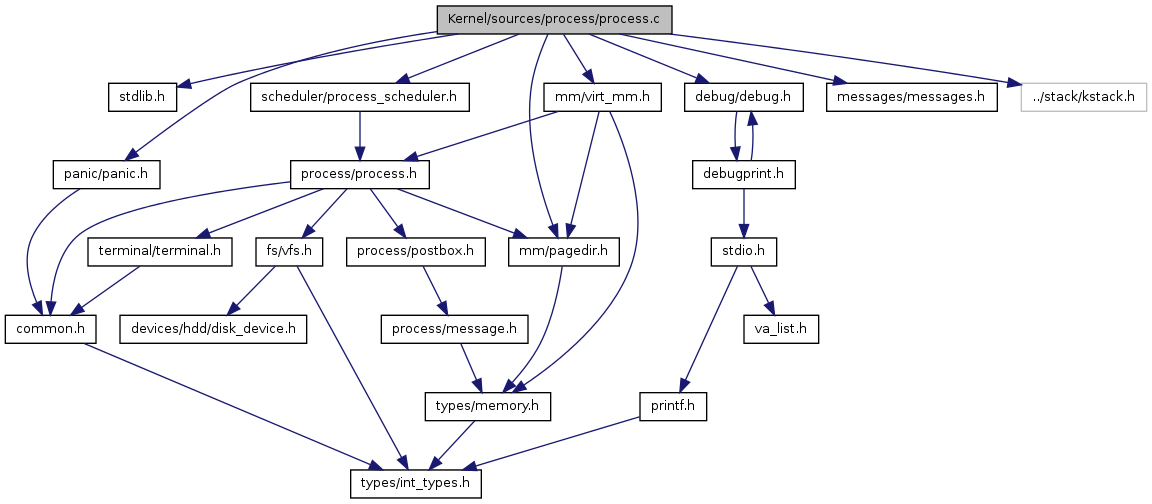 Kernel/sources/process/process.c
stdlib.h
scheduler/process_scheduler.h
mm/virt_mm.h
debug/debug.h
messages/messages.h
../stack/kstack.h
panic/panic.h
process/process.h
debugprint.h
terminal/terminal.h
fs/vfs.h
process/postbox.h
mm/pagedir.h
stdio.h
common.h
devices/hdd/disk_device.h
process/message.h
va_list.h
types/memory.h
printf.h
types/int_types.h